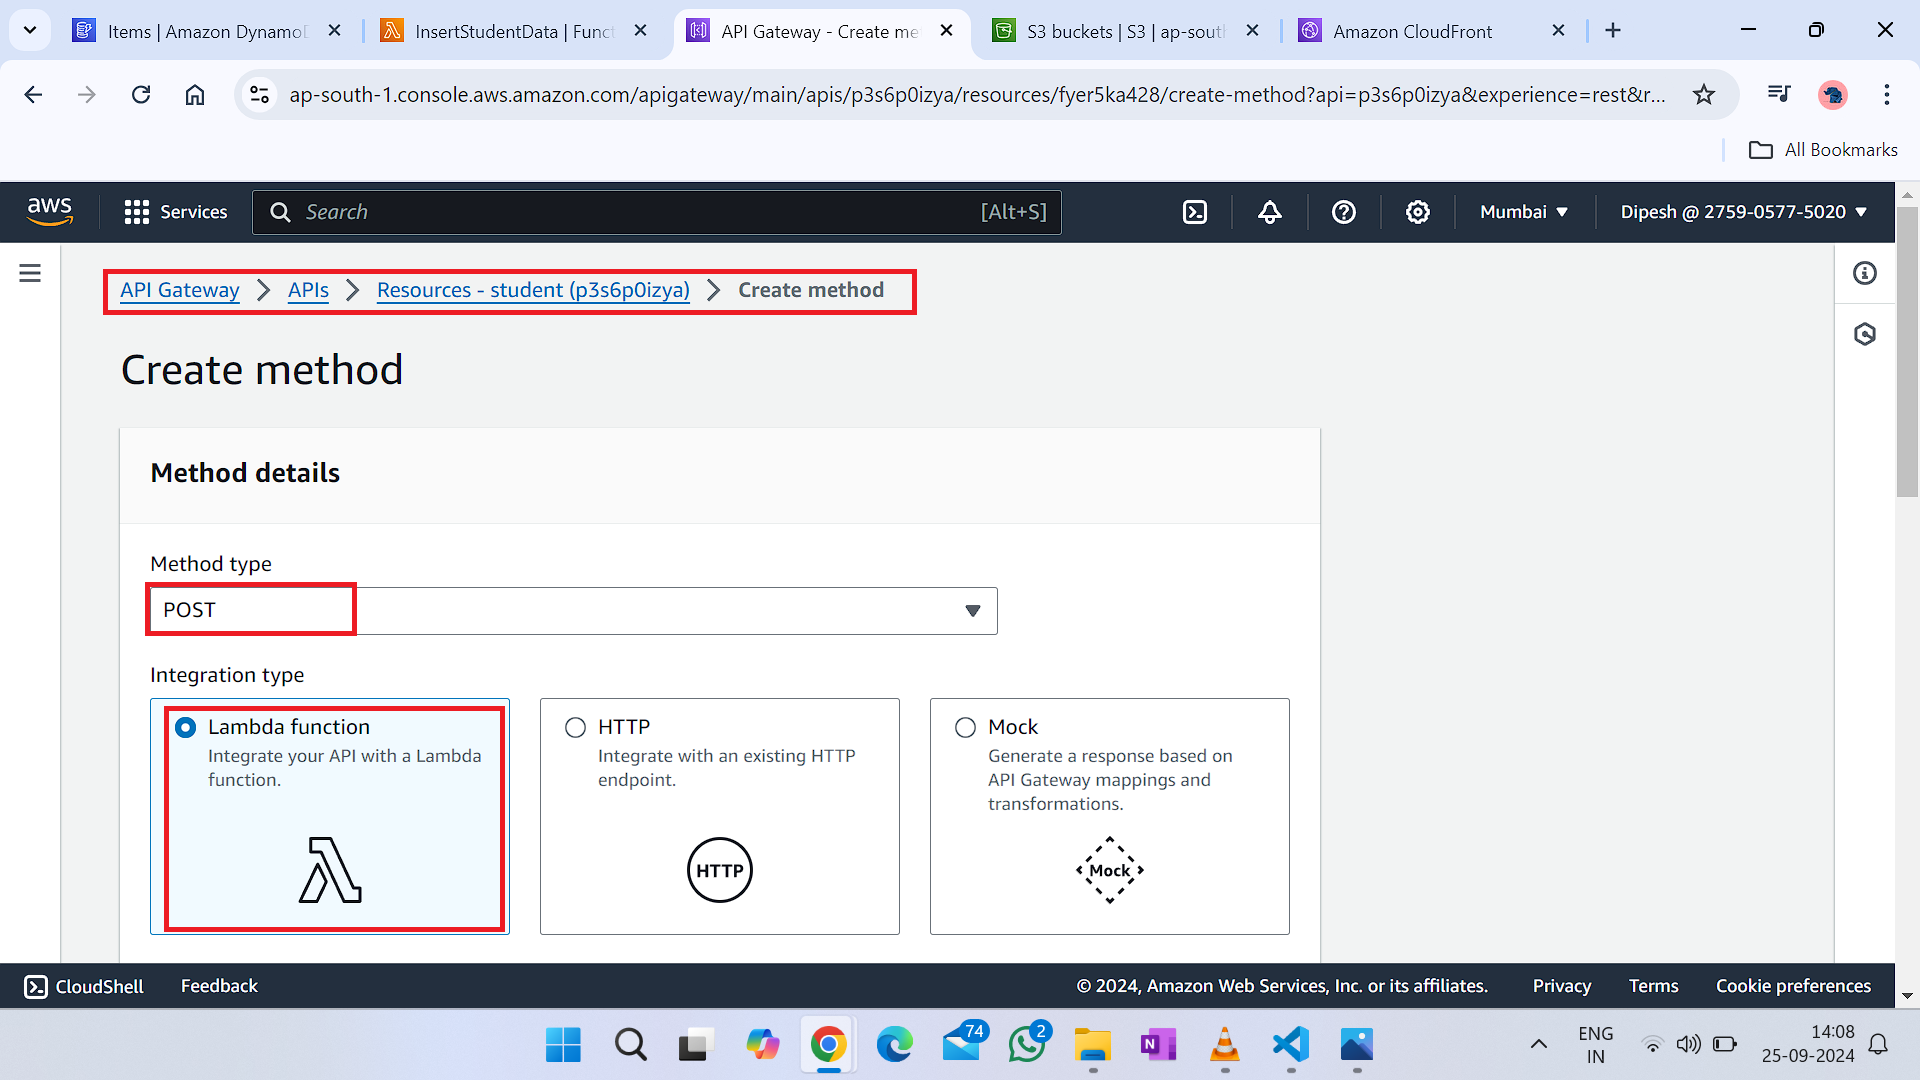 Items | Amazon Dynamo
InsertStudentData | Funct
API Gateway - Create me
S3 buckets | S3 | ap-sout
Amazon CloudFront
ap-south-1.console.aws.amazon.com/apigateway/main/apis/p3s6p0izya/resources/fyer5ka428/create-method?api=p3s6p0izya&experience=rest&r...
All Bookmarks
aws
Services
Search
[Alt+S]
Mumbai
Dipesh @ 2759-0577-5020
API Gateway
APIs
Resources - student (p3s6p0izya)
Create method
Create method
Method details
Method type
POST
Integration type
Lambda function
Integrate your API with a Lambda
function.
HTTP
Integrate with an existing HTTP
endpoint.
HTTP
Mock
Generate a response based on
API Gateway mappings and
transformations.
Mock
CloudShell
Feedback
© 2024, Amazon Web Services, Inc. or its affiliates.
Privacy
Terms
Cookie preferences
74
2
N
ENG
IN
14:08
25-09-2024